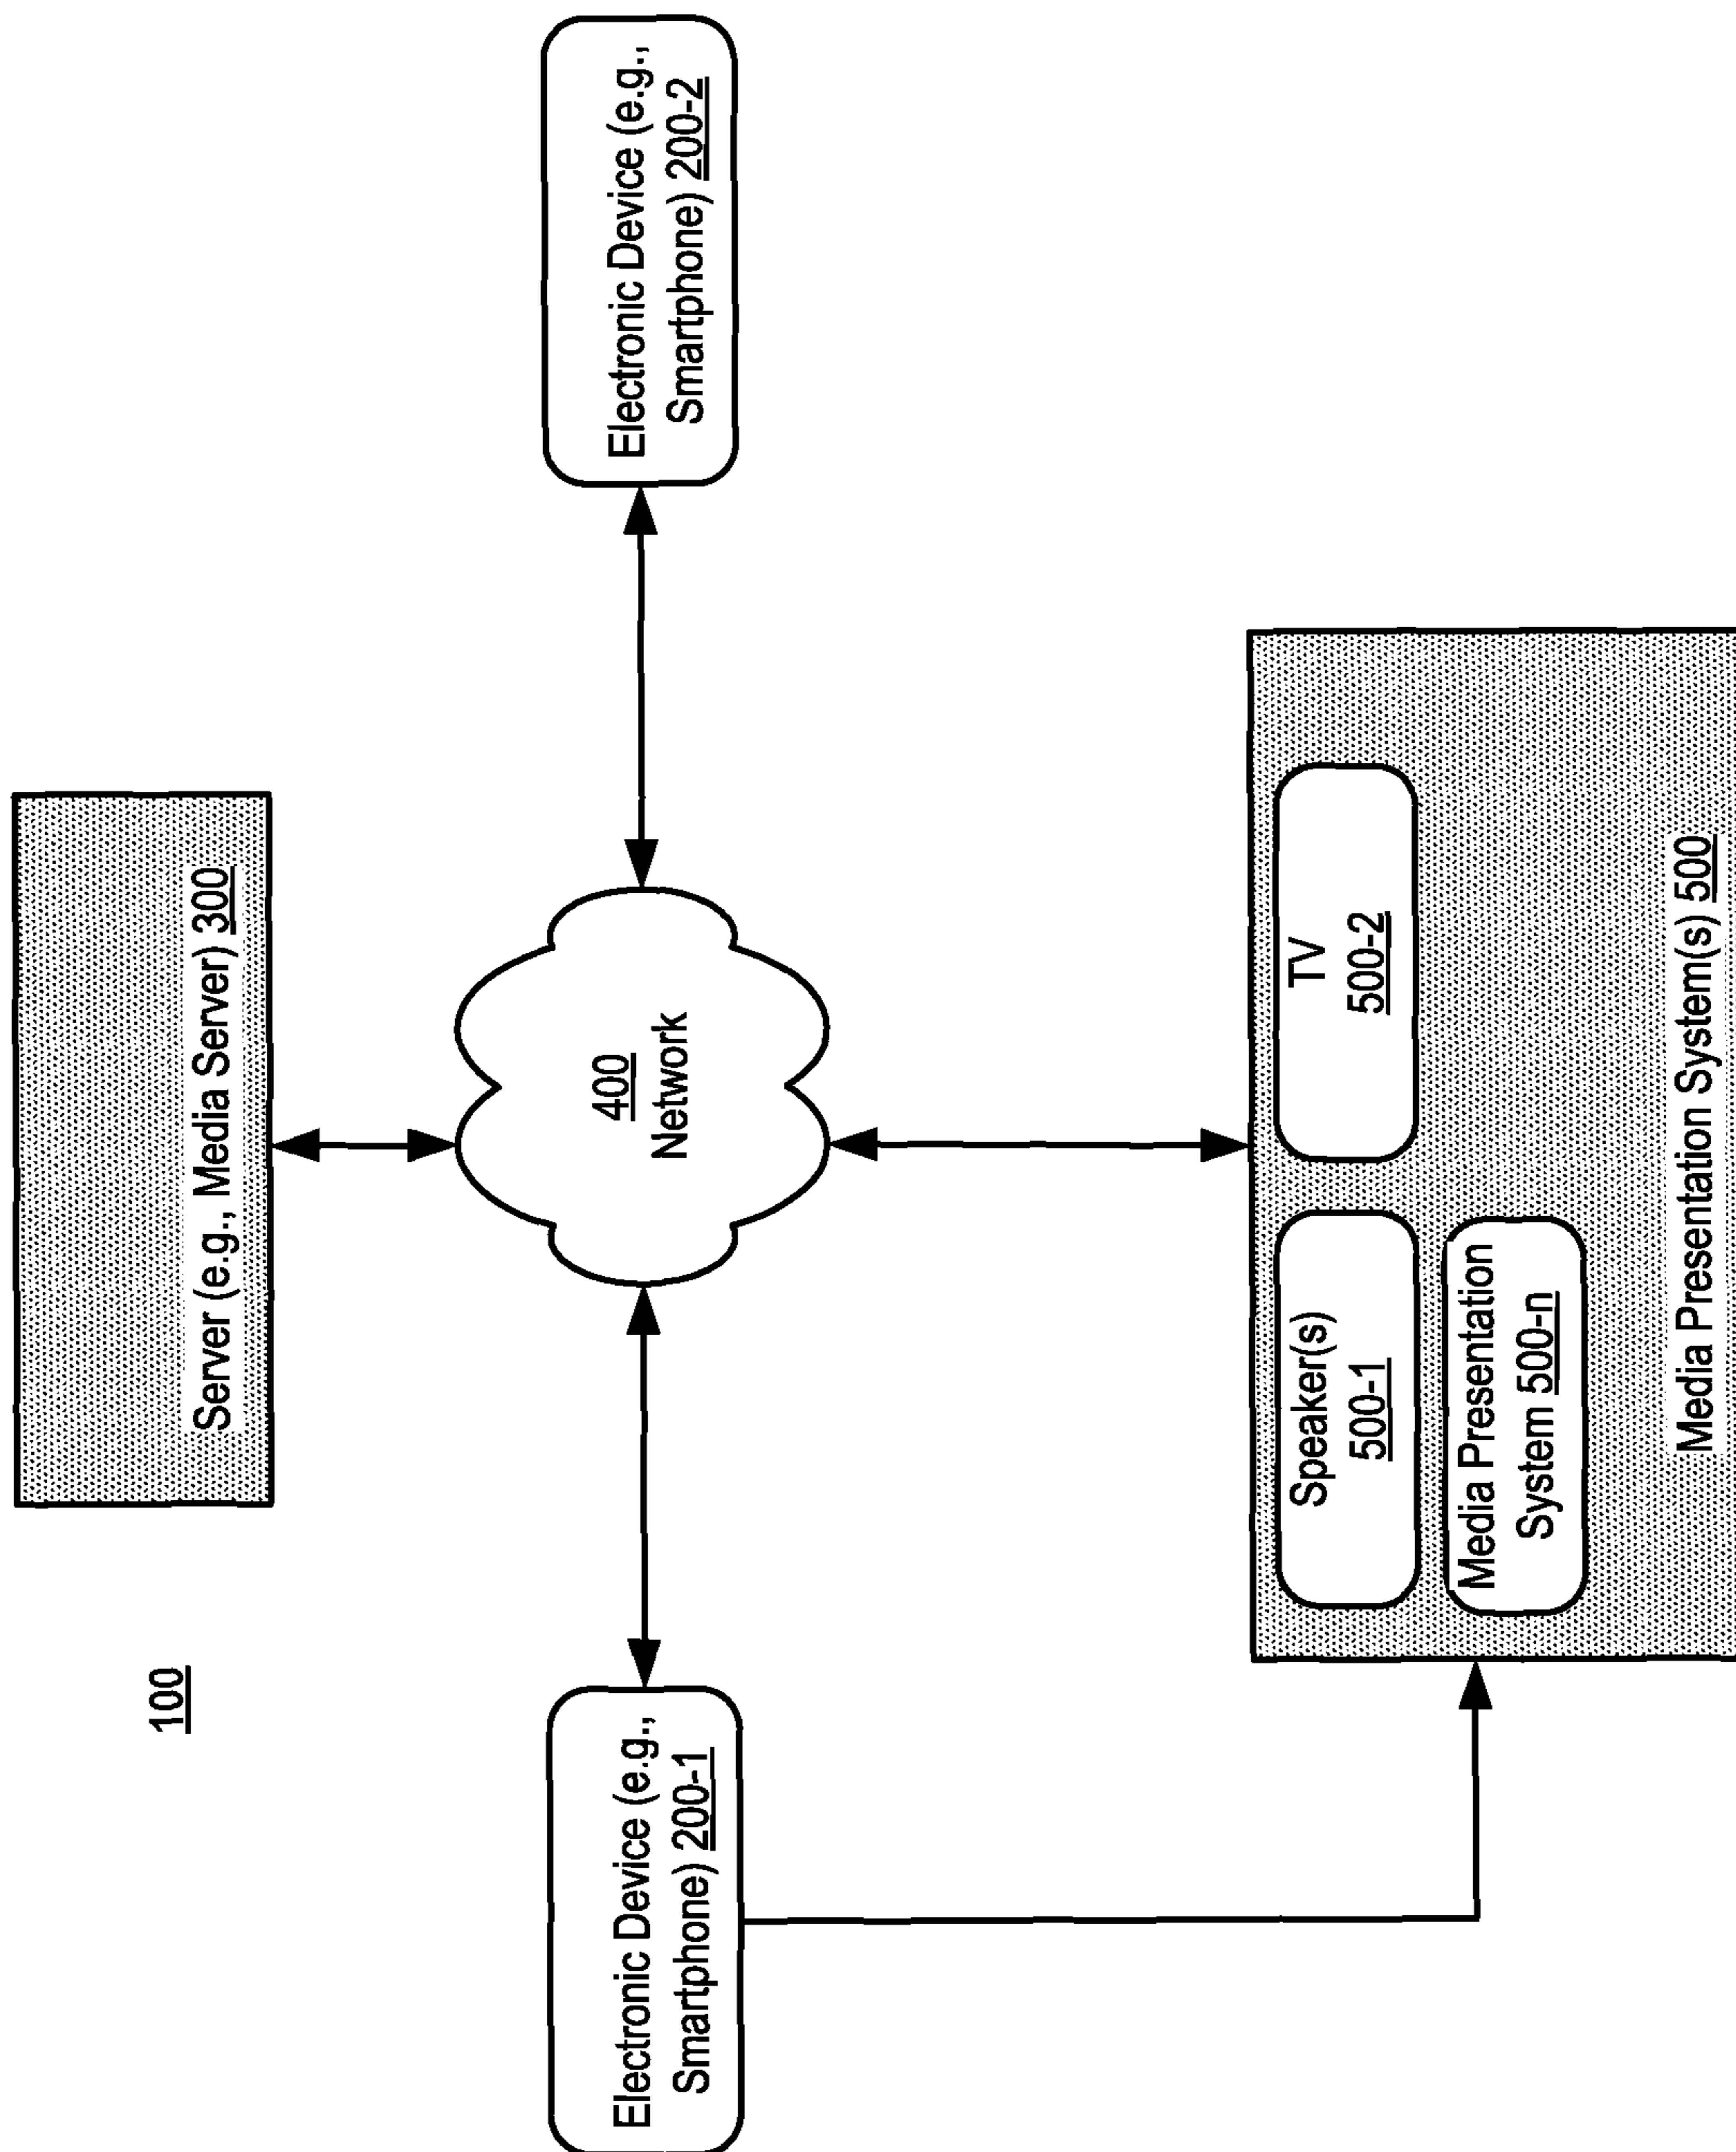 100
Server (e.g., Media Server) 300
Electronic Device (e.g.,
Smartphone) 200-1
400
Network
Electronic Device (e.g.,
Smartphone) 200-2
Speaker(s)
500-1
TV
500-2
Media Presentation
System 500-n
Media Presentation System(s) 500